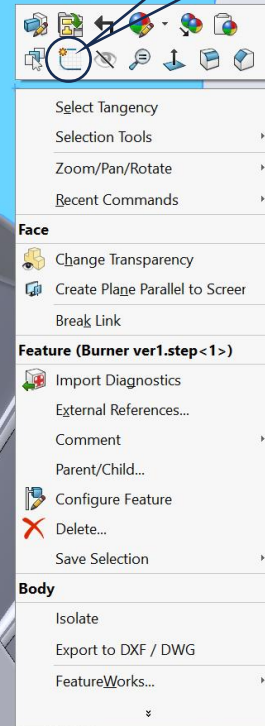 Select Tangency
Selection Tools
Zoom/Pan/Rotate
Recent Commands
Face
Change Transparency
Create Plane Parallel to Screen
Break Link
Feature (Burner ver1.step<1>)
Import Diagnostics
External References...
Comment
Parent/Child...
Configure Feature
Delete...
Save Selection
Body
Isolate
Export to DXF / DWG
FeatureWorks...